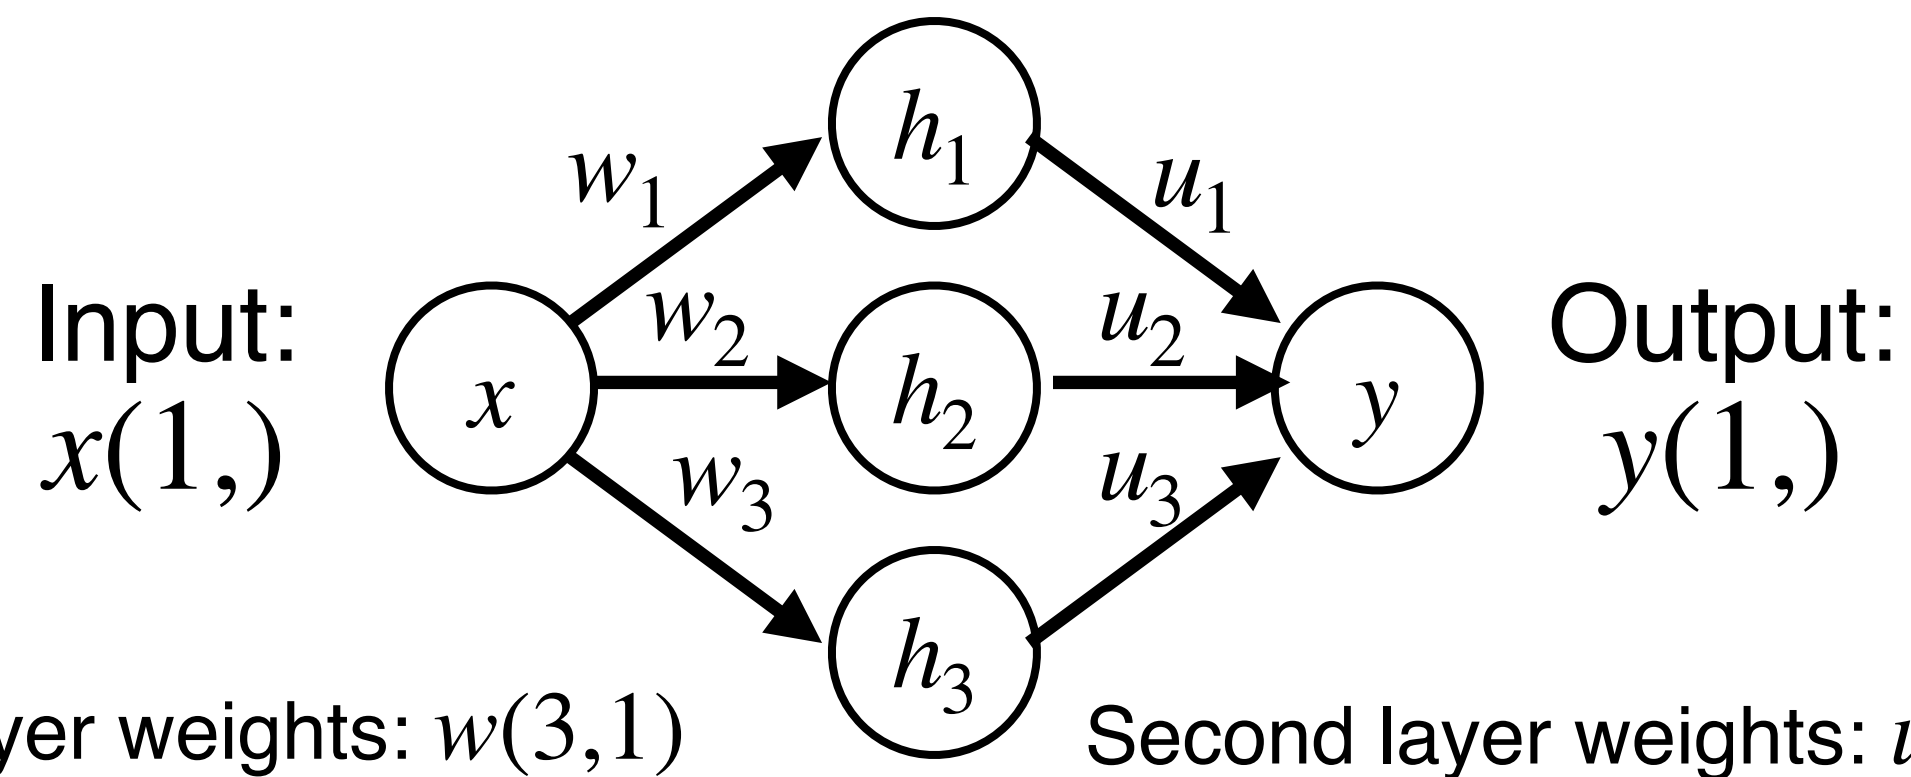 h₁
w₁
u₁
Input:
w₂
u₂
Output:
x
h₂
y
x(1,)
w₃
u₃
y(1,)
h₃
weights: w(3,1)
Second layer weights: